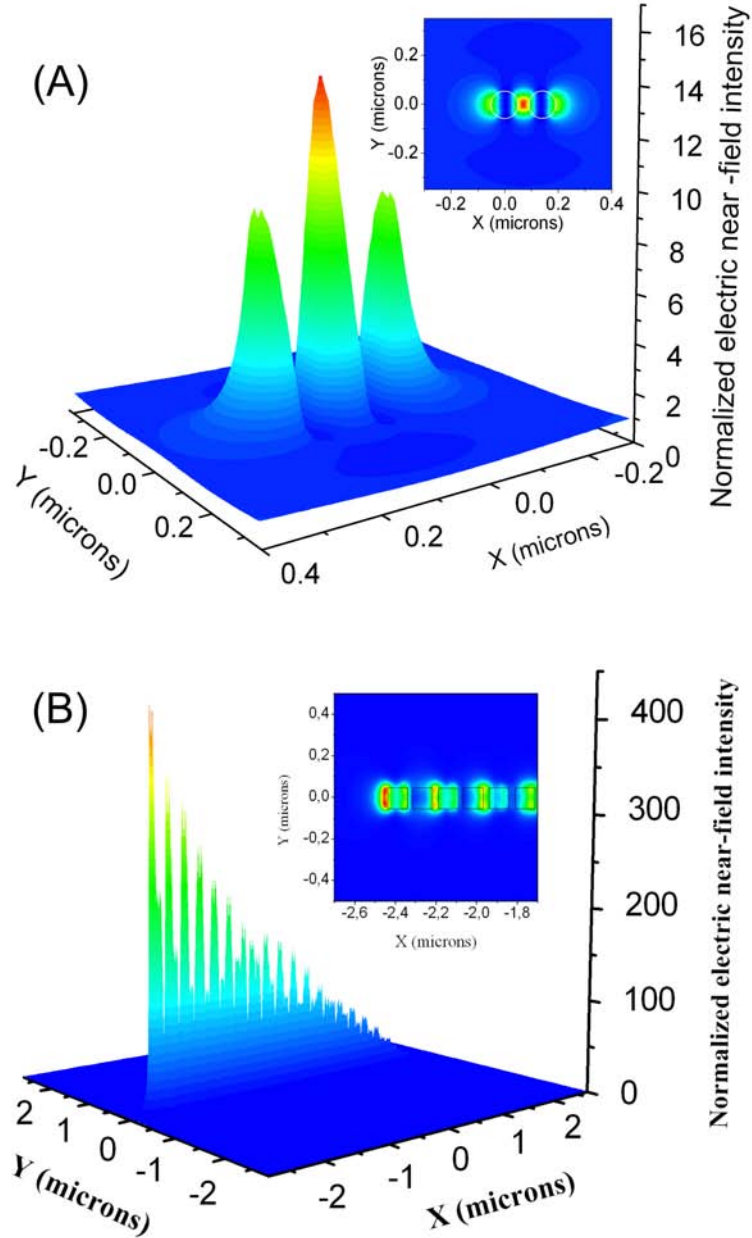 (A)
0.2
0.0
-0.2
Y (microns)
-0.2 0.0 0.2 0.4
X (microns)
16
14
12
10
8
6
4
2
0
Normalized electric near -field intensity
-0.2
0.0
0.2
Y (microns)
0.4
0.2
0.0
-0.2
X (microns)
(B)
0,4
0,2
0,0
-0,2
-0,4
Y (microns)
-2,6 -2,4 -2,2 -2,0 -1,8
X (microns)
400
300
200
100
0
Normalized electric near-field intensity
2
1
0
-1
-2
Y (microns)
-2
-1
0
1
2
X (microns)